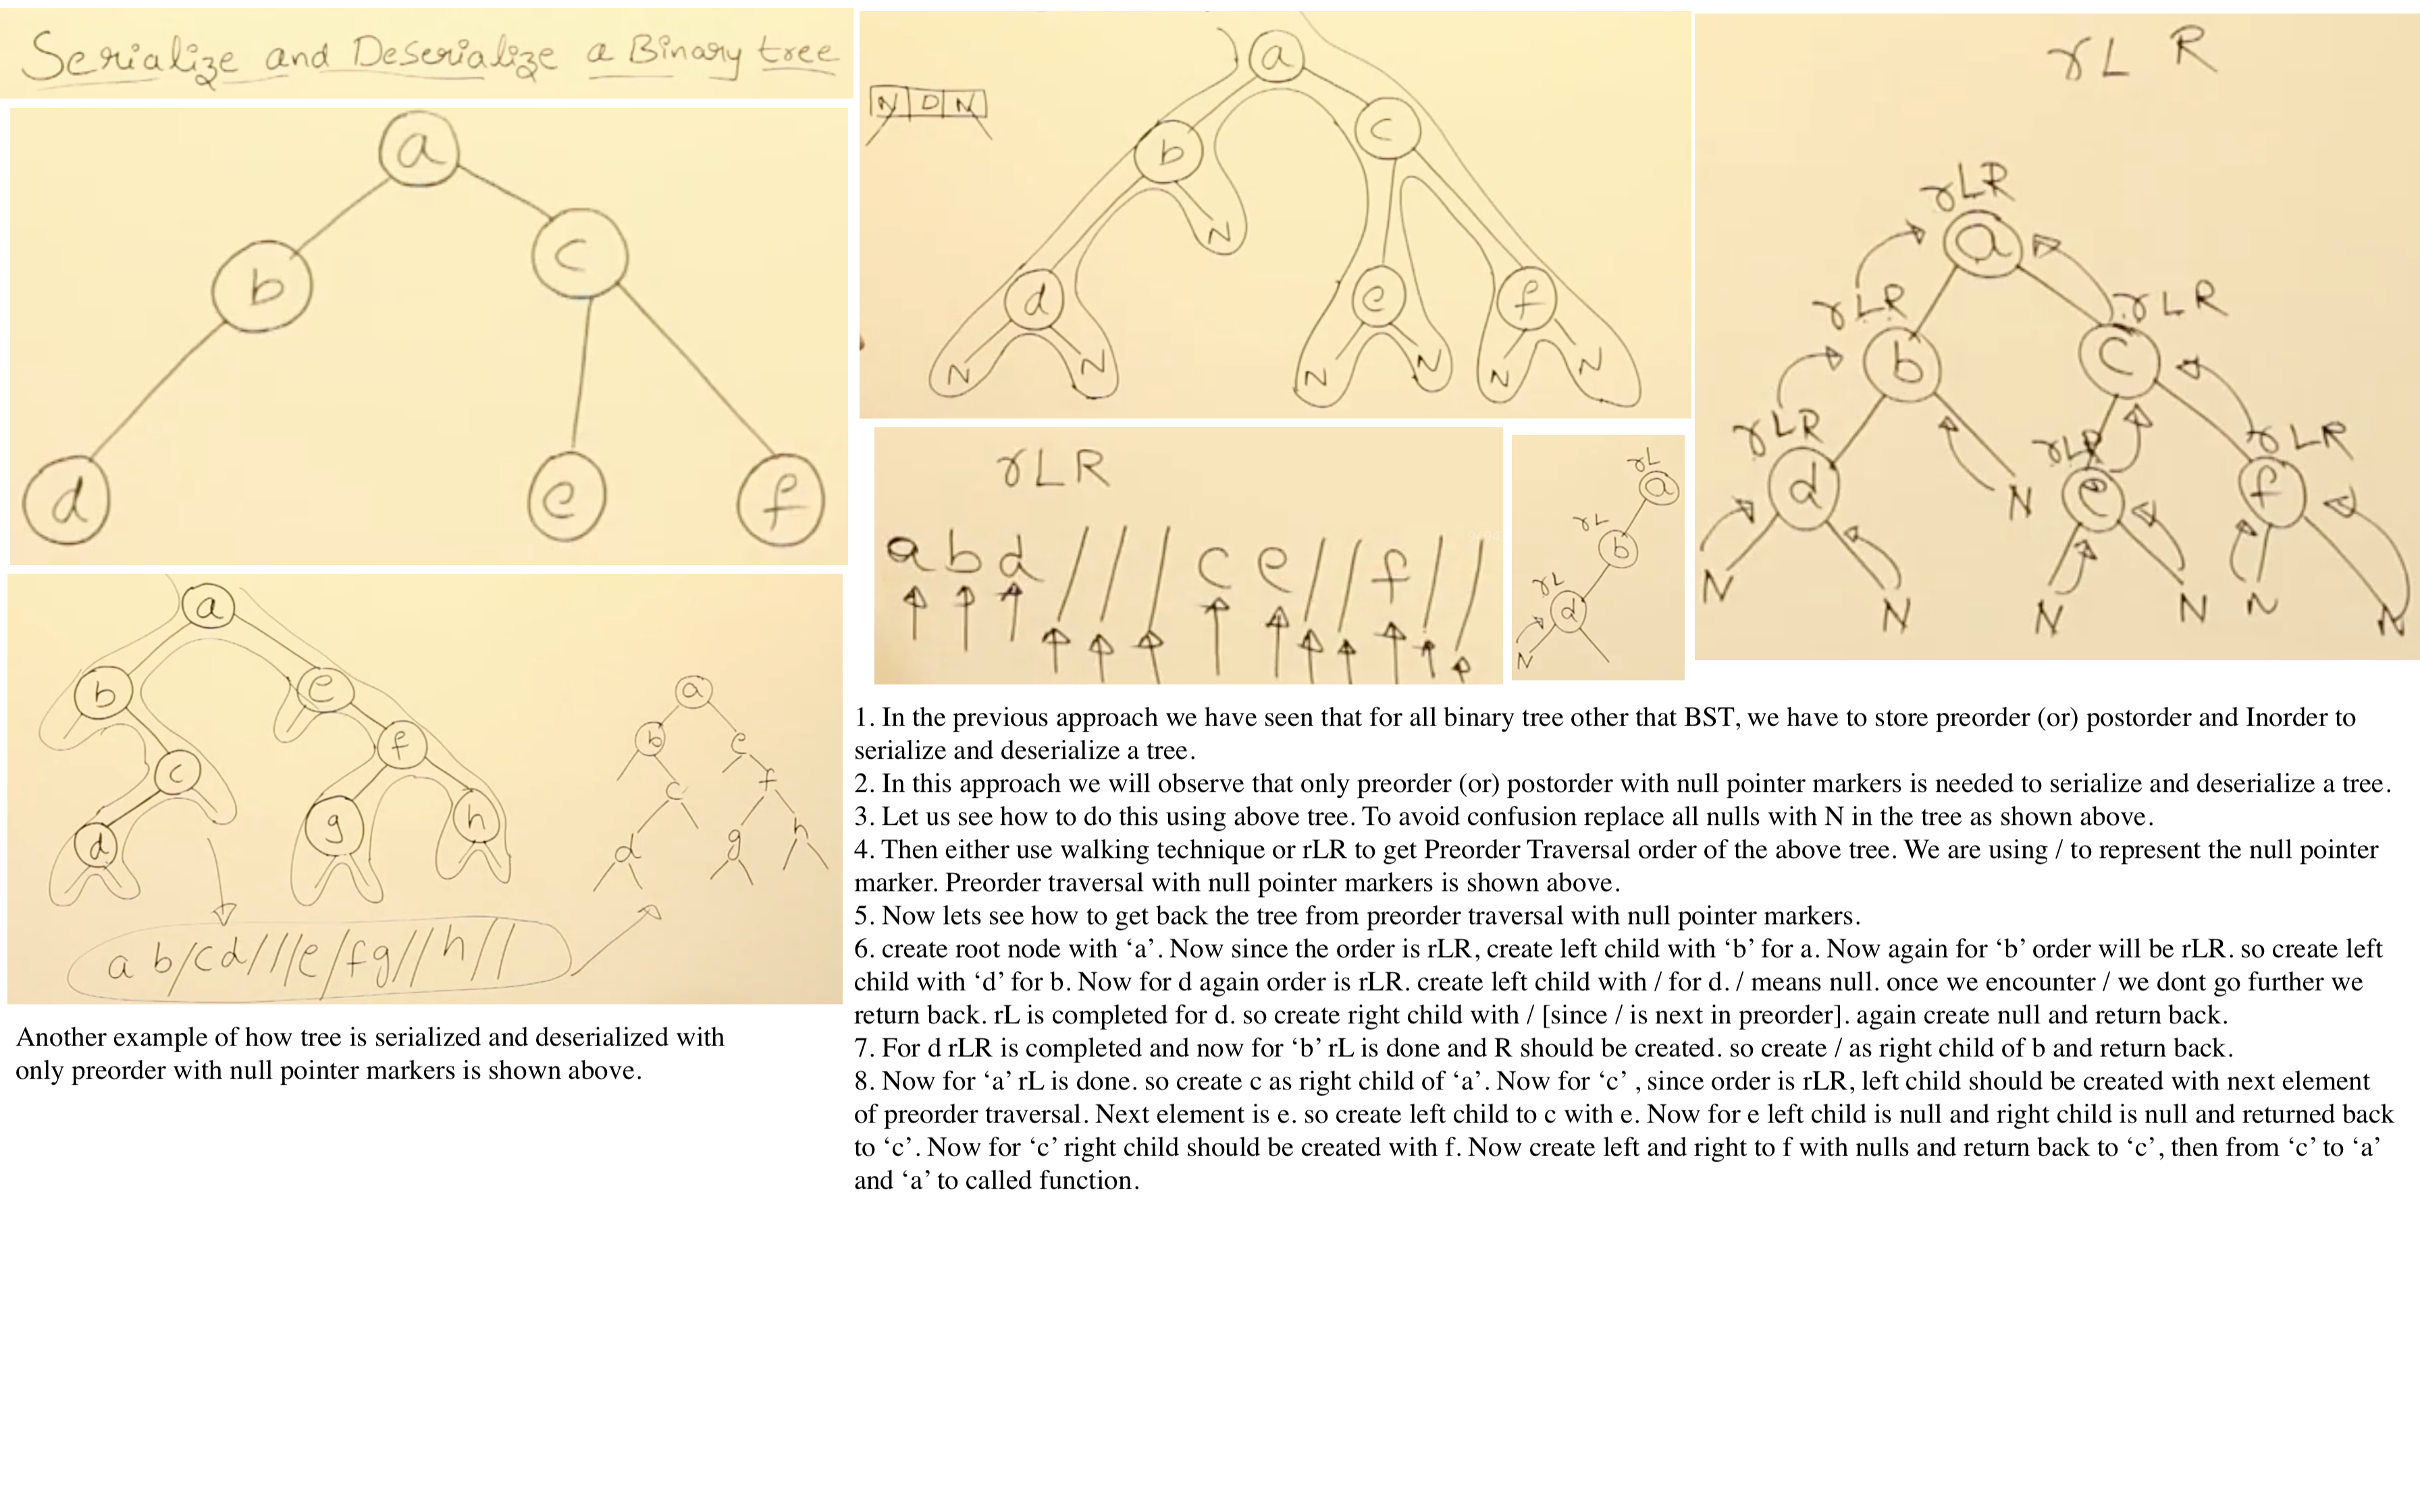 Serialize and Deserialize a Binary tree
a
b
c
d
e
f
N D N
a
b
c
N
d
e
f
N
N
N
N
N
N
rLR
a b d / / / c e / / f / /
rL
a
rL
b
rL
d
N
r L R
rLR
a
rLR
rLR
b
c
rLR
rLR
rLR
d
N
e
f
N
N
N
N
N
N
a
b
e
f
c
g
h
d
a b / c d / / / e / f g / / h / /
a
b
e
c
f
d
g
h
Another example of how tree is serialized and deserialized with
only preorder with null pointer markers is shown above.
1. In the previous approach we have seen that for all binary tree other that BST, we have to store preorder (or) postorder and Inorder to
serialize and deserialize a tree.
2. In this approach we will observe that only preorder (or) postorder with null pointer markers is needed to serialize and deserialize a tree.
3. Let us see how to do this using above tree. To avoid confusion replace all nulls with N in the tree as shown above.
4. Then either use walking technique or rLR to get Preorder Traversal order of the above tree. We are using / to represent the null pointer
marker. Preorder traversal with null pointer markers is shown above.
5. Now lets see how to get back the tree from preorder traversal with null pointer markers.
6. create root node with ‘a’. Now since the order is rLR, create left child with ‘b’ for a. Now again for ‘b’ order will be rLR. so create left
child with ‘d’ for b. Now for d again order is rLR. create left child with / for d. / means null. once we encounter / we dont go further we
return back. rL is completed for d. so create right child with / [since / is next in preorder]. again create null and return back.
7. For d rLR is completed and now for ‘b’ rL is done and R should be created. so create / as right child of b and return back.
8. Now for ‘a’ rL is done. so create c as right child of ‘a’. Now for ‘c’ , since order is rLR, left child should be created with next element
of preorder traversal. Next element is e. so create left child to c with e. Now for e left child is null and right child is null and returned back
to ‘c’. Now for ‘c’ right child should be created with f. Now create left and right to f with nulls and return back to ‘c’, then from ‘c’ to ‘a’
and ‘a’ to called function.